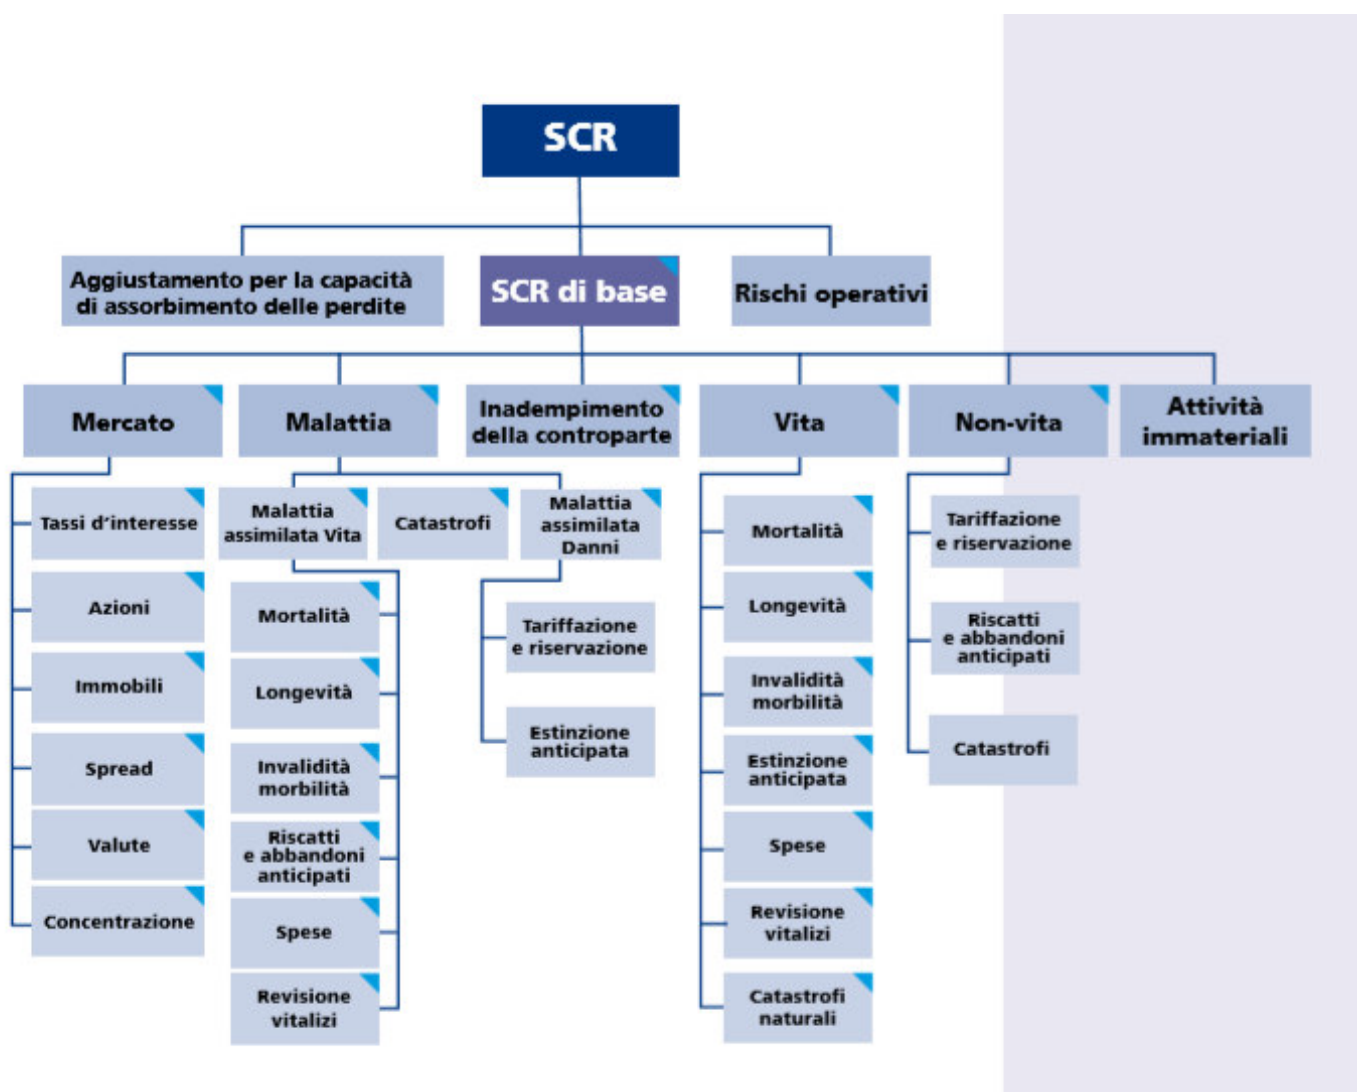 SCR
Aggiustamento per la capacità
di assorbimento delle perdite
SCR di base
Rischi operativi
Mercato
Malattia
Inadempimento
della controparte
Vita
Non-vita
Attività
immateriali
Tassi d'interesse
Azioni
Immobili
Spread
Valute
Concentrazione
Malattia
assimilata Vita
Mortalità
Longevità
Invalidità
morbilità
Riscatti
e abbandoni
anticipati
Spese
Revisione
vitalizi
Catastrofi
Malattia
assimilata
Danni
Tariffazione
e riservazione
Estinzione
anticipata
Mortalità
Longevità
Invalidità
morbilità
Estinzione
anticipata
Spese
Revisione
vitalizi
Catastrofi
naturali
Tariffazione
e riservazione
Riscatti
e abbandoni
anticipati
Catastrofi